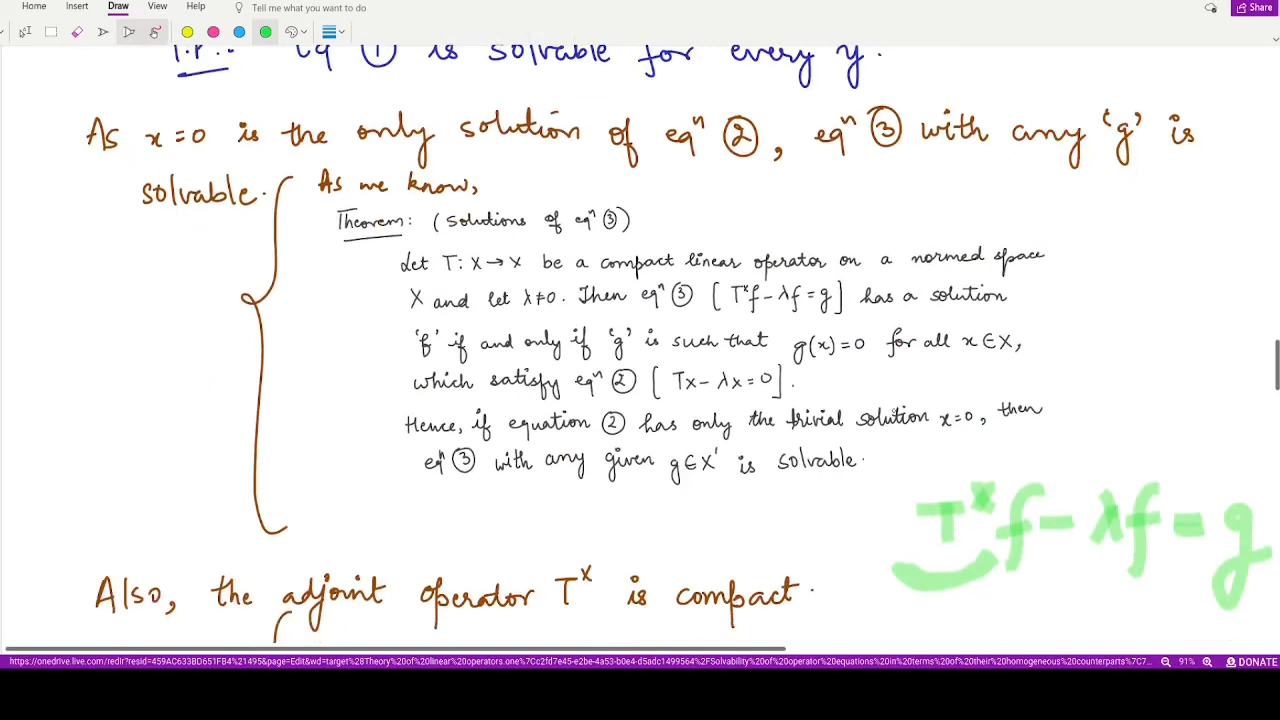 Home Insert Draw View Help Tell me what you want to do Share
T.P.: Eq ① is solvable for every y.
As x=0 is the only solution of eqⁿ ②, eqⁿ ③ with any 'g' is
solvable. As we know,
Theorem: (Solutions of eqⁿ ③)
Let T: X→X be a compact linear operator on a normed space
X and let λ≠0. Then eqⁿ ③ [T^×f - λf = g] has a solution
'f' if and only if 'g' is such that g(x)=0 for all x∈X,
which satisfy eqⁿ ② [Tx - λx = 0].
Hence, if equation ② has only the trivial solution x=0, then
eqⁿ ③ with any given g∈X' is solvable.
T^×f - λf = g
Also, the adjoint operator T^× is compact.
91% DONATE